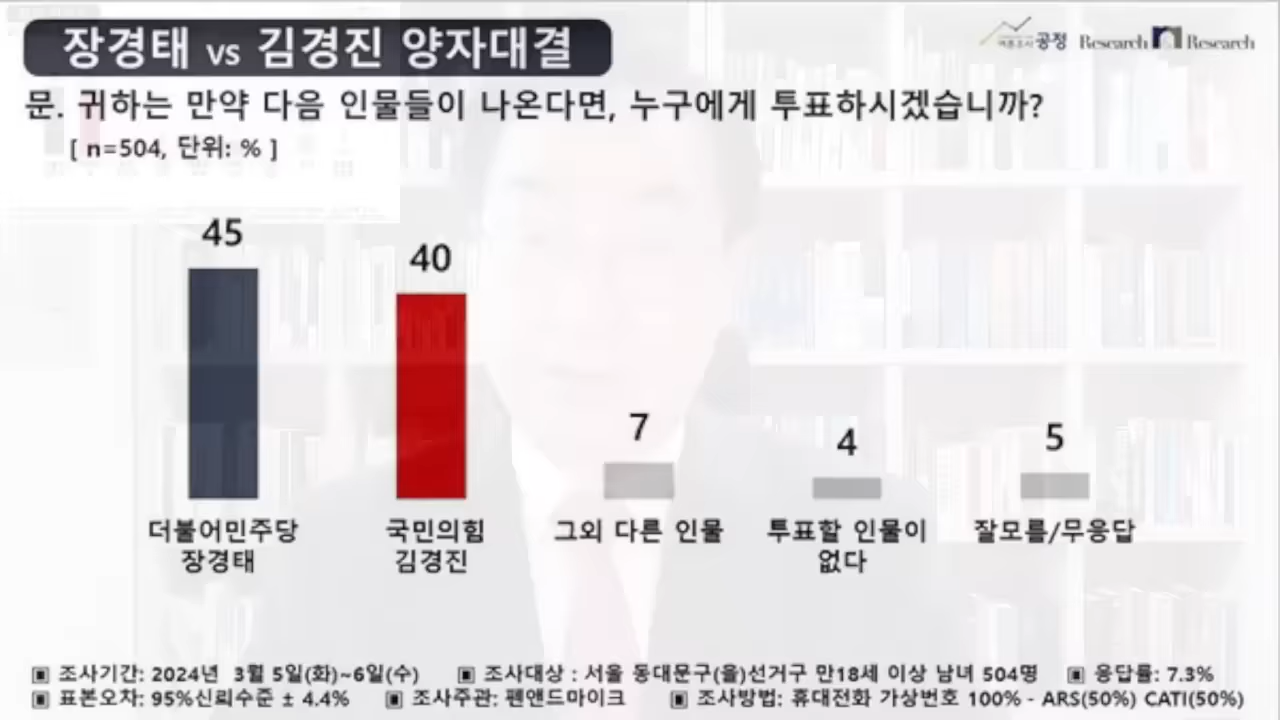 장경태 vs 김경진 양자대결
여론조사 공정 Research Research
문. 귀하는 만약 다음 인물들이 나온다면, 누구에게 투표하시겠습니까?
[ n=504, 단위: % ]
45
40
7
4
5
더불어민주당
장경태
국민의힘
김경진
그외 다른 인물
투표할 인물이
없다
잘모름/무응답
▣ 조사기간: 2024년 3월 5일(화)~6일(수) ▣ 조사대상 : 서울 동대문구(을)선거구 만18세 이상 남녀 504명 ▣ 응답률: 7.3%
▣ 표본오차: 95%신뢰수준 ± 4.4% ▣ 조사주관: 펜앤드마이크 ▣ 조사방법: 휴대전화 가상번호 100% - ARS(50%) CATI(50%)